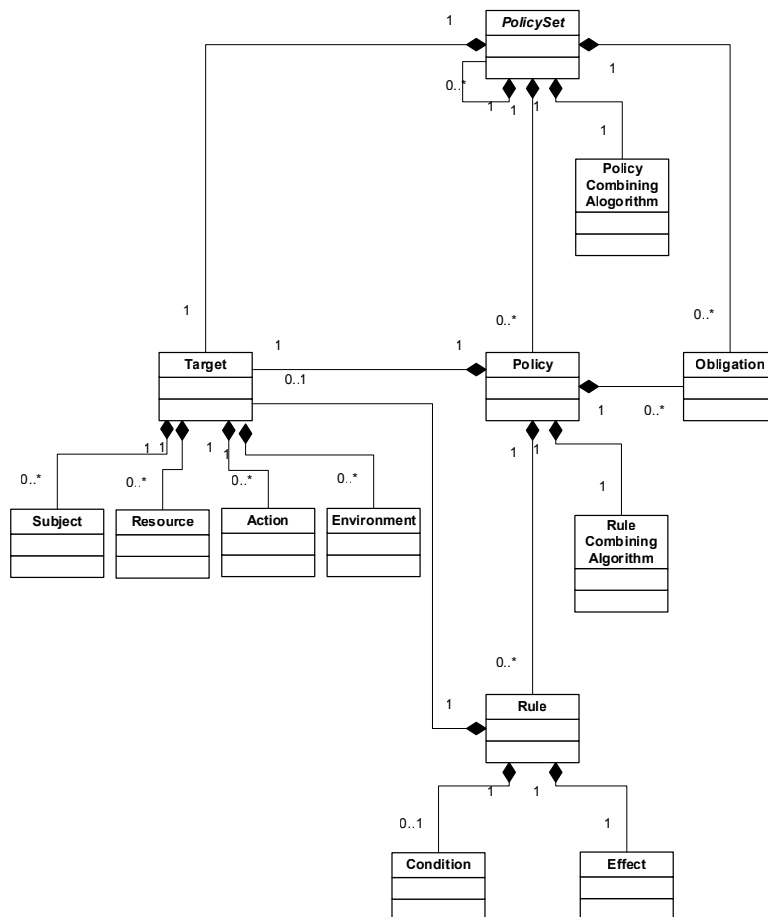 1
PolicySet
1
0..*
1
1
1
1
Policy
Combining
Alogorithm
1
0..*
0..*
1
1
Target
0..1
Policy
Obligation
1
0..*
1
1
1
1
1
1
0..*
0..*
0..*
0..*
1
Subject
Resource
Action
Environment
Rule
Combining
Algorithm
0..*
1
Rule
1
1
0..1
1
Condition
Effect